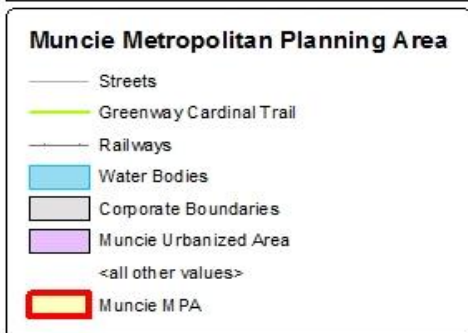 Muncie Metropolitan Planning Area
Streets
Greenway Cardinal Trail
Railways
Water Bodies
Corporate Boundaries
Muncie Urbanized Area
<all other values>
Muncie MPA